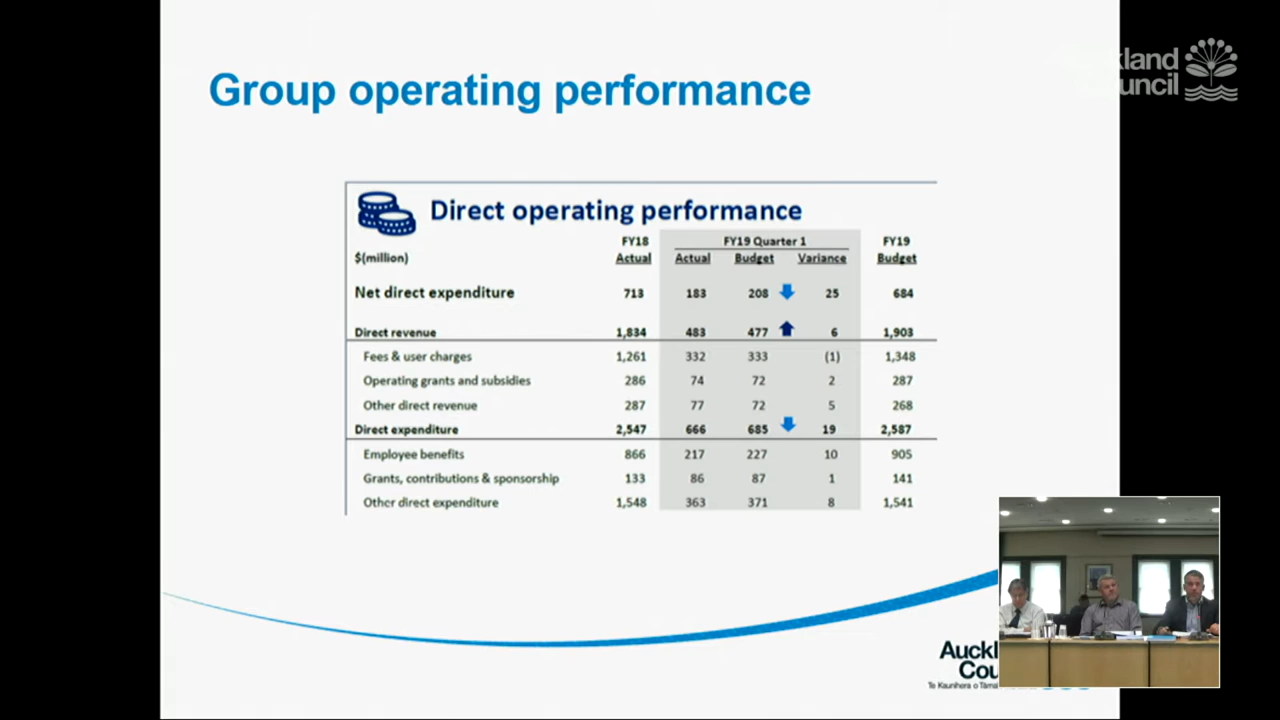 Group operating performance
kland
uncil
Direct operating performance
FY18 FY19 Quarter 1 FY19
$(million) Actual Actual Budget Variance Budget
Net direct expenditure 713 183 208 25 684
Direct revenue 1,834 483 477 6 1,903
Fees & user charges 1,261 332 333 (1) 1,348
Operating grants and subsidies 286 74 72 2 287
Other direct revenue 287 77 72 5 268
Direct expenditure 2,547 666 685 19 2,587
Employee benefits 866 217 227 10 905
Grants, contributions & sponsorship 133 86 87 1 141
Other direct expenditure 1,548 363 371 8 1,541
Auckl
Cou
Te Kaunihera o Tāma